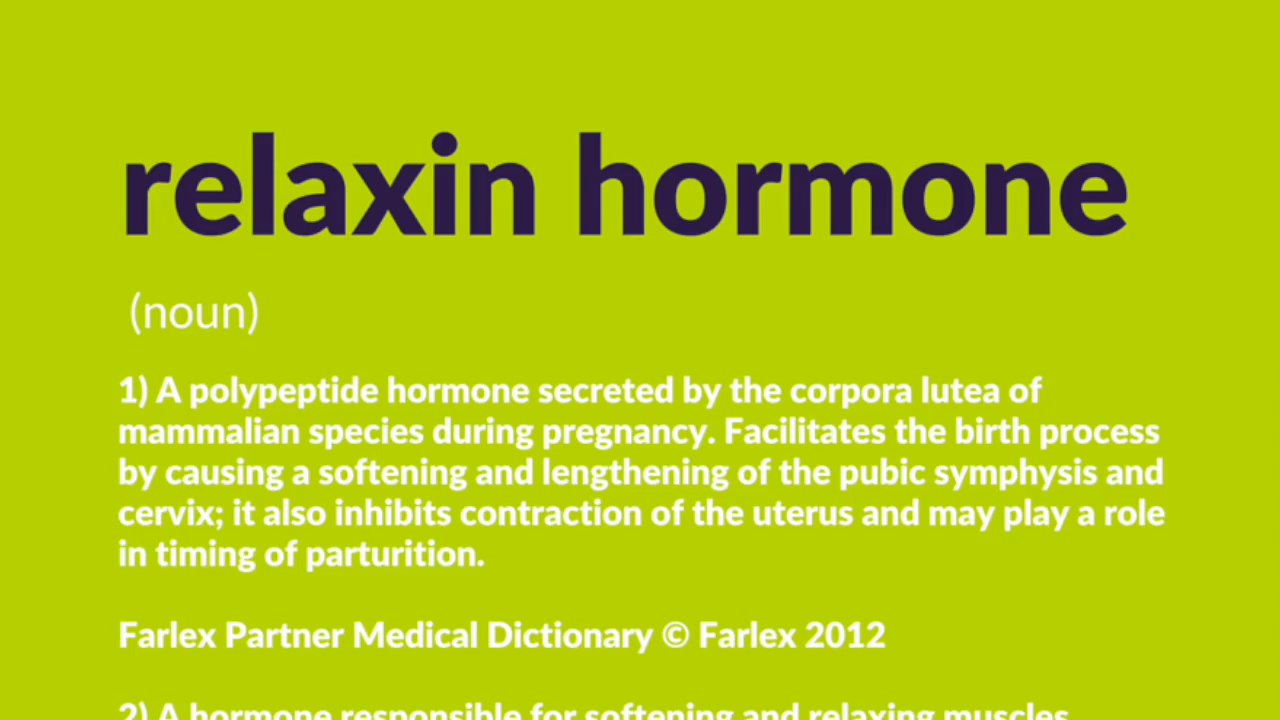 relaxin hormone
(noun)
1) A polypeptide hormone secreted by the corpora lutea of
mammalian species during pregnancy. Facilitates the birth process
by causing a softening and lengthening of the pubic symphysis and
cervix; it also inhibits contraction of the uterus and may play a role
in timing of parturition.
Farlex Partner Medical Dictionary © Farlex 2012
2) A hormone responsible for softening and relaxing muscles